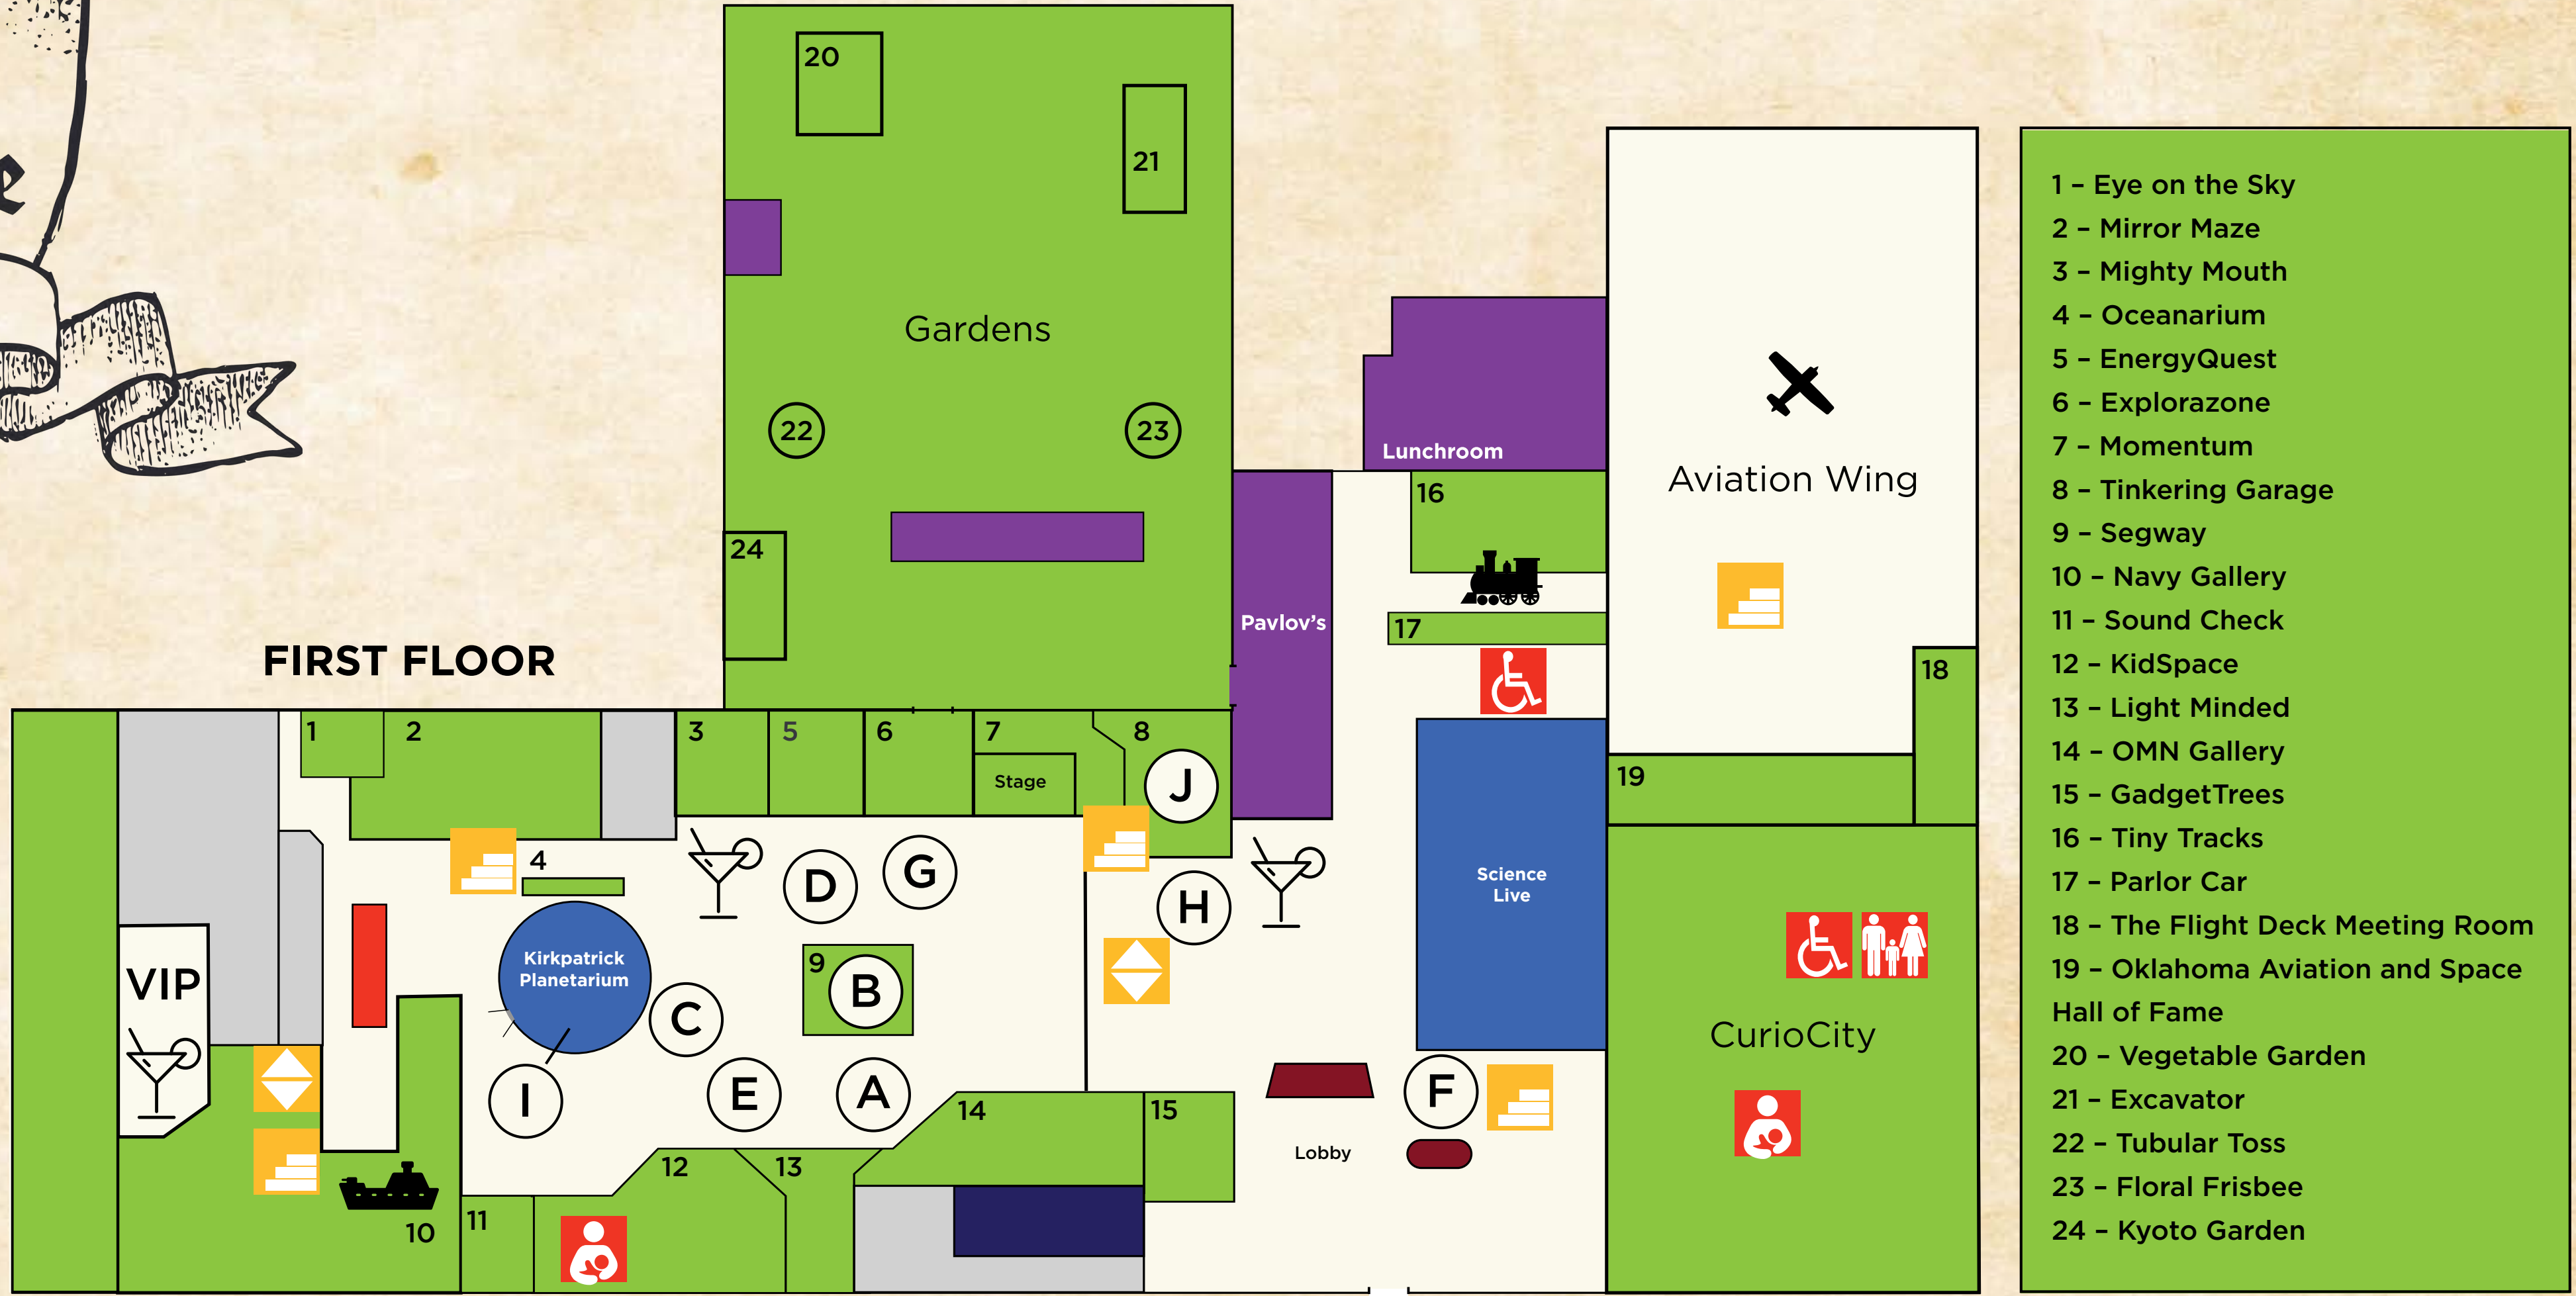 e
20
21
Gardens
22
23
Lunchroom
16
Aviation Wing
24
Pavlov's
17
FIRST FLOOR
18
1
2
3
5
6
7
8
Stage
J
19
4
D
G
H
Science
Live
Kirkpatrick
Planetarium
9
B
VIP
C
CurioCity
I
E
A
F
14
15
Lobby
12
13
11
10
1 – Eye on the Sky
2 – Mirror Maze
3 – Mighty Mouth
4 – Oceanarium
5 – EnergyQuest
6 – Explorazone
7 – Momentum
8 – Tinkering Garage
9 – Segway
10 – Navy Gallery
11 – Sound Check
12 – KidSpace
13 – Light Minded
14 – OMN Gallery
15 – GadgetTrees
16 – Tiny Tracks
17 – Parlor Car
18 – The Flight Deck Meeting Room
19 – Oklahoma Aviation and Space
Hall of Fame
20 – Vegetable Garden
21 – Excavator
22 – Tubular Toss
23 – Floral Frisbee
24 – Kyoto Garden